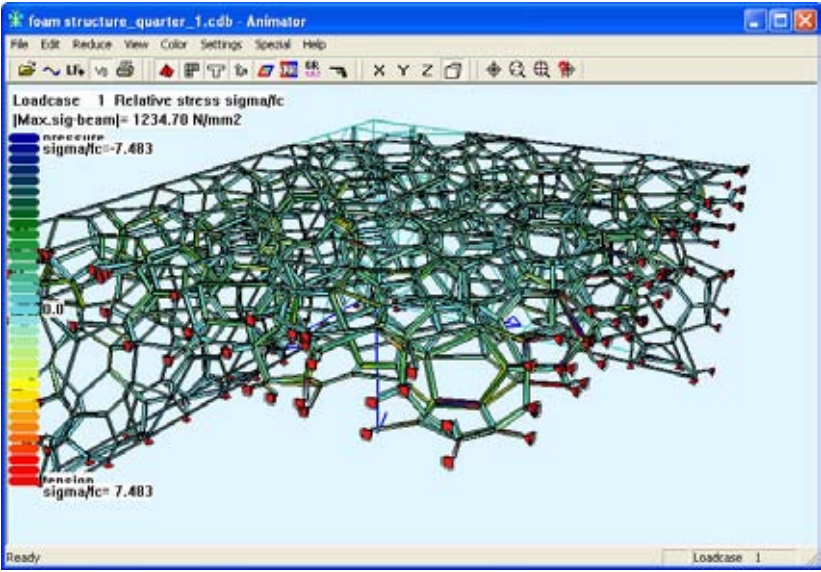 foam structure_quarter_1.cdb - Animator
File Edit Reduce View Color Settings Spezial Help
X Y Z
Loadcase 1 Relative stress sigma/fc
|Max.sig-beam|= 1234.70 N/mm2
pressure
sigma/fc=-7.483
0.0
tension
sigma/fc= 7.483
Ready
Loadcase 1